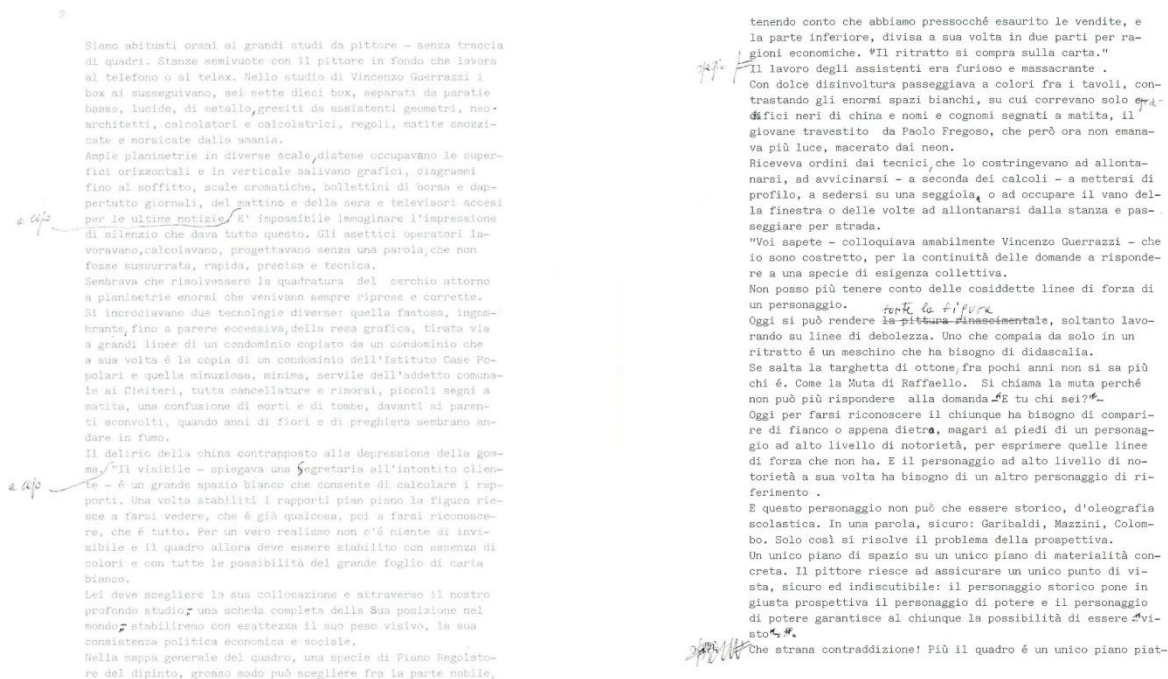 2
Siamo abituati ormai ai grandi studi da pittore - senza traccia
di quadri. Stanze semivuote con il pittore in fondo che lavora
al telefono o al telex. Nello studio di Vincenzo Guerrazzi i
box si susseguivano, sei sette dieci box, separati da paratie
basse, lucide, di metallo, gremiti da assistenti geometri, neo-
architetti, calcolatori e calcolatrici, regoli, matite smozzi-
cate e morsicate dalla smania.
Ampie planimetrie in diverse scale, distese occupavano le super-
fici orizzontali e in verticale salivano grafici, diagrammi
fino al soffitto, scale cromatiche, bollettini di borsa e dap-
pertutto giornali, del mattino e della sera e televisori accesi
a capo per le ultime notizie. E' impossibile immaginare l'impressione
di silenzio che dava tutto questo. Gli asettici operatori la-
voravano, calcolavano, progettavano senza una parola, che non
fosse sussurrata, rapida, precisa e tecnica.
Sembrava che risolvessero la quadratura del cerchio attorno
a planimetrie enormi che venivano sempre riprese e corrette.
Si incrociavano due tecnologie diverse: quella fastosa, ingom-
brante, fino a parere eccessiva, della resa grafica, tirata via
a grandi linee di un condominio copiato da un condominio che
a sua volta é la copia di un condominio dell'Istituto Case Po-
polari e quella minuziosa, minima, servile dell'addetto comuna-
le ai Cimiteri, tutta cancellature e rimorsi, piccoli segni a
matita, una confusione di morti e di tombe, davanti ai paren-
ti sconvolti, quando anni di fiori e di preghiera sembrano an-
dare in fumo.
Il delirio della china contrapposto alla depressione della gom-
ma. "Il visibile - spiegava una Segretaria all'intontito clien-
a capo te - é un grande spazio bianco che consente di calcolare i rap-
porti. Una volta stabiliti i rapporti pian piano la figura rie-
sce a farsi vedere, che é già qualcosa, poi a farsi riconosce-
re, che é tutto. Per un vero realismo non c'é niente di invi-
sibile e il quadro allora deve essere stabilito con assenza di
colori e con tutte le possibilità del grande foglio di carta
bianco.
Lei deve scegliere la sua collocazione e attraverso il nostro
profondo studio - una scheda completa della Sua posizione nel
mondo - stabiliremo con esattezza il suo peso visivo, la sua
consistenza politica economica e sociale.
Nella mappa generale del quadro, una specie di Piano Regolato-
re del dipinto, grosso modo può scegliere fra la parte nobile,
tenendo conto che abbiamo pressocché esaurito le vendite, e
la parte inferiore, divisa a sua volta in due parti per ra-
gioni economiche. "Il ritratto si compra sulla carta."
Il lavoro degli assistenti era furioso e massacrante .
Con dolce disinvoltura passeggiava a colori fra i tavoli, con-
trastando gli enormi spazi bianchi, su cui correvano solo
difici neri di china e nomi e cognomi segnati a matita, il
giovane travestito da Paolo Fregoso, che però ora non emana-
va più luce, macerato dai neon.
Riceveva ordini dai tecnici, che lo costringevano ad allonta-
narsi, ad avvicinarsi - a seconda dei calcoli - a mettersi di
profilo, a sedersi su una seggiola, o ad occupare il vano del-
la finestra o delle volte ad allontanarsi dalla stanza e pas-
seggiare per strada.
"Voi sapete - colloquiava amabilmente Vincenzo Guerrazzi - che
io sono costretto, per la continuità delle domande a risponde-
re a una specie di esigenza collettiva.
Non posso più tenere conto delle cosiddette linee di forza di
un personaggio.
forte la figura
Oggi si può rendere la pittura rinascimentale, soltanto lavo-
rando su linee di debolezza. Uno che compaia da solo in un
ritratto é un meschino che ha bisogno di didascalia.
Se salta la targhetta di ottone, fra pochi anni non si sa più
chi é. Come la Muta di Raffaello. Si chiama la muta perché
non può più rispondere alla domanda "E tu chi sei?"
Oggi per farsi riconoscere il chiunque ha bisogno di compari-
re di fianco o appena dietro, magari ai piedi di un personag-
gio ad alto livello di notorietà, per esprimere quelle linee
di forza che non ha. E il personaggio ad alto livello di no-
torietà a sua volta ha bisogno di un altro personaggio di ri-
ferimento .
E questo personaggio non può che essere storico, d'oleografia
scolastica. In una parola, sicuro: Garibaldi, Mazzini, Colom-
bo. Solo così si risolve il problema della prospettiva.
Un unico piano di spazio su un unico piano di materialità con-
creta. Il pittore riesce ad assicurare un unico punto di vi-
sta, sicuro ed indiscutibile: il personaggio storico pone in
giusta prospettiva il personaggio di potere e il personaggio
di potere garantisce al chiunque la possibilità di essere "vi-
sto".
Che strana contraddizione! Più il quadro é un unico piano piat-